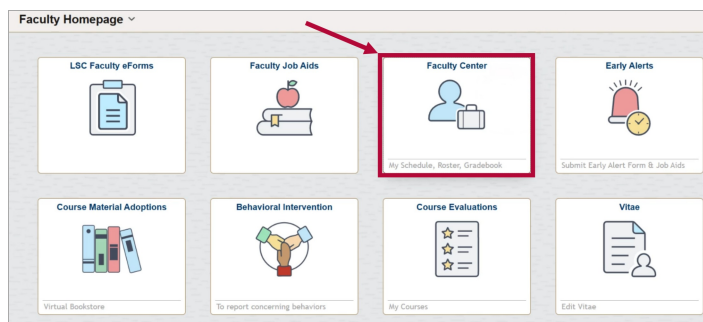 Faculty Homepage
LSC Faculty eForms
Faculty Job Aids
Faculty Center
My Schedule, Roster, Gradebook
Early Alerts
Submit Early Alert Form & Job Aids
Course Material Adoptions
Virtual Bookstore
Behavioral Intervention
To report concerning behaviors
Course Evaluations
My Courses
Vitae
Edit Vitae